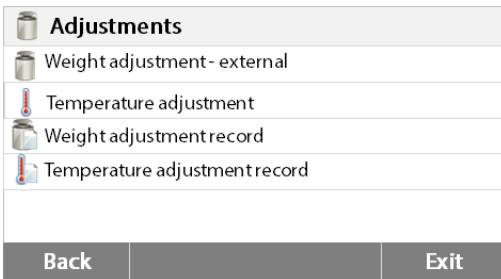 Adjustments
Weight adjustment - external
Temperature adjustment
Weight adjustment record
Temperature adjustment record
Back Exit